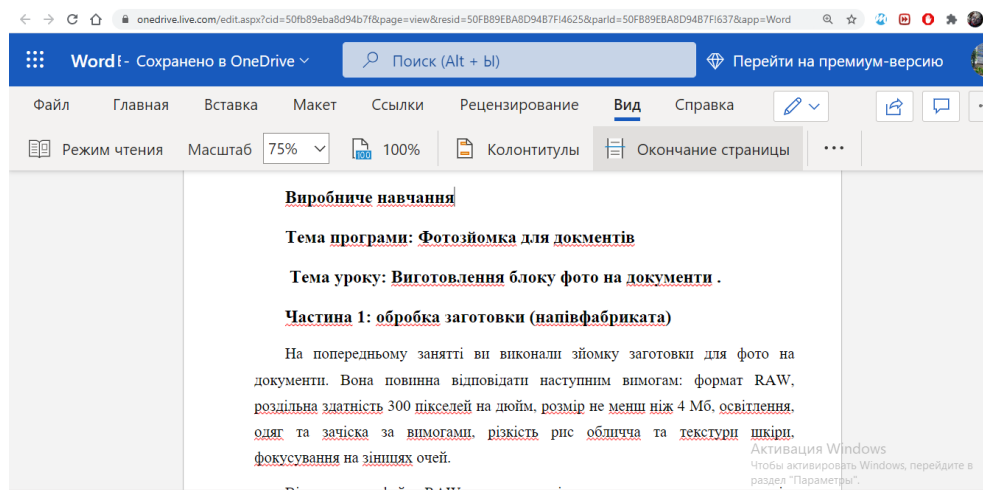 onedrive.live.com/edit.aspx?cid=50fb89eba8d94b7f&page=view&resid=50FB89EBA8D94B7F!4625&parId=50FB89EBA8D94B7F!637&app=Word
Word - Сохранено в OneDrive
Поиск (Alt + Ы)
Перейти на премиум-версию
Файл Главная Вставка Макет Ссылки Рецензирование Вид Справка
Режим чтения Масштаб 75% 100% Колонтитулы Окончание страницы ...
Виробниче навчання
Тема програми: Фотозйомка для докментів
Тема уроку: Виготовлення блоку фото на документи .
Частина 1: обробка заготовки (напівфабриката)
На попередньому занятті ви виконали зйомку заготовки для фото на
документи. Вона повинна відповідати наступним вимогам: формат RAW,
роздільна здатність 300 пікселей на дюйм, розмір не менш ніж 4 Мб, освітлення,
одяг та зачіска за вимогами, різкість рис обличча та текстури шкіри,
фокусування на зіницях очей.
Активация Windows
Чтобы активировать Windows, перейдите в
раздел "Параметры".